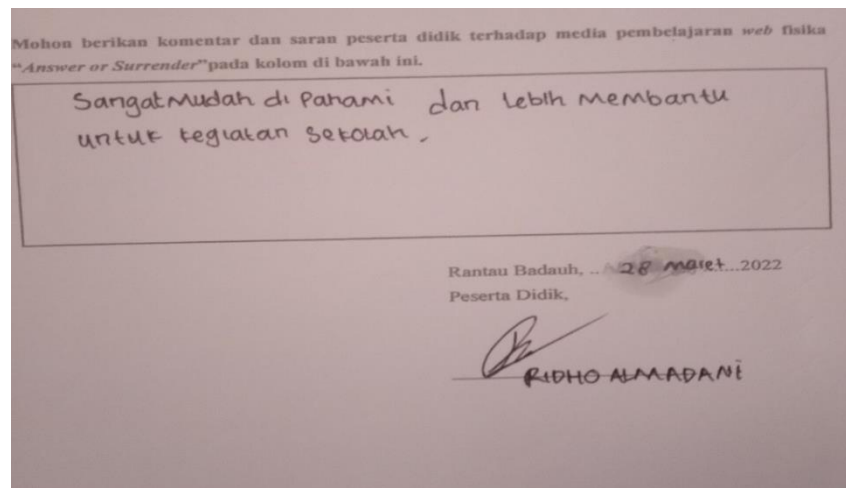 Mohon berikan komentar dan saran peserta didik terhadap media pembelajaran web fisika
"Answer or Surrender"pada kolom di bawah ini.
Sangat Mudah di Pahami dan Lebih Membantu
untuk kegiatan sekolah.
Rantau Badauh, .. 28 maret...2022
Peserta Didik,
RIDHO ALMADANI